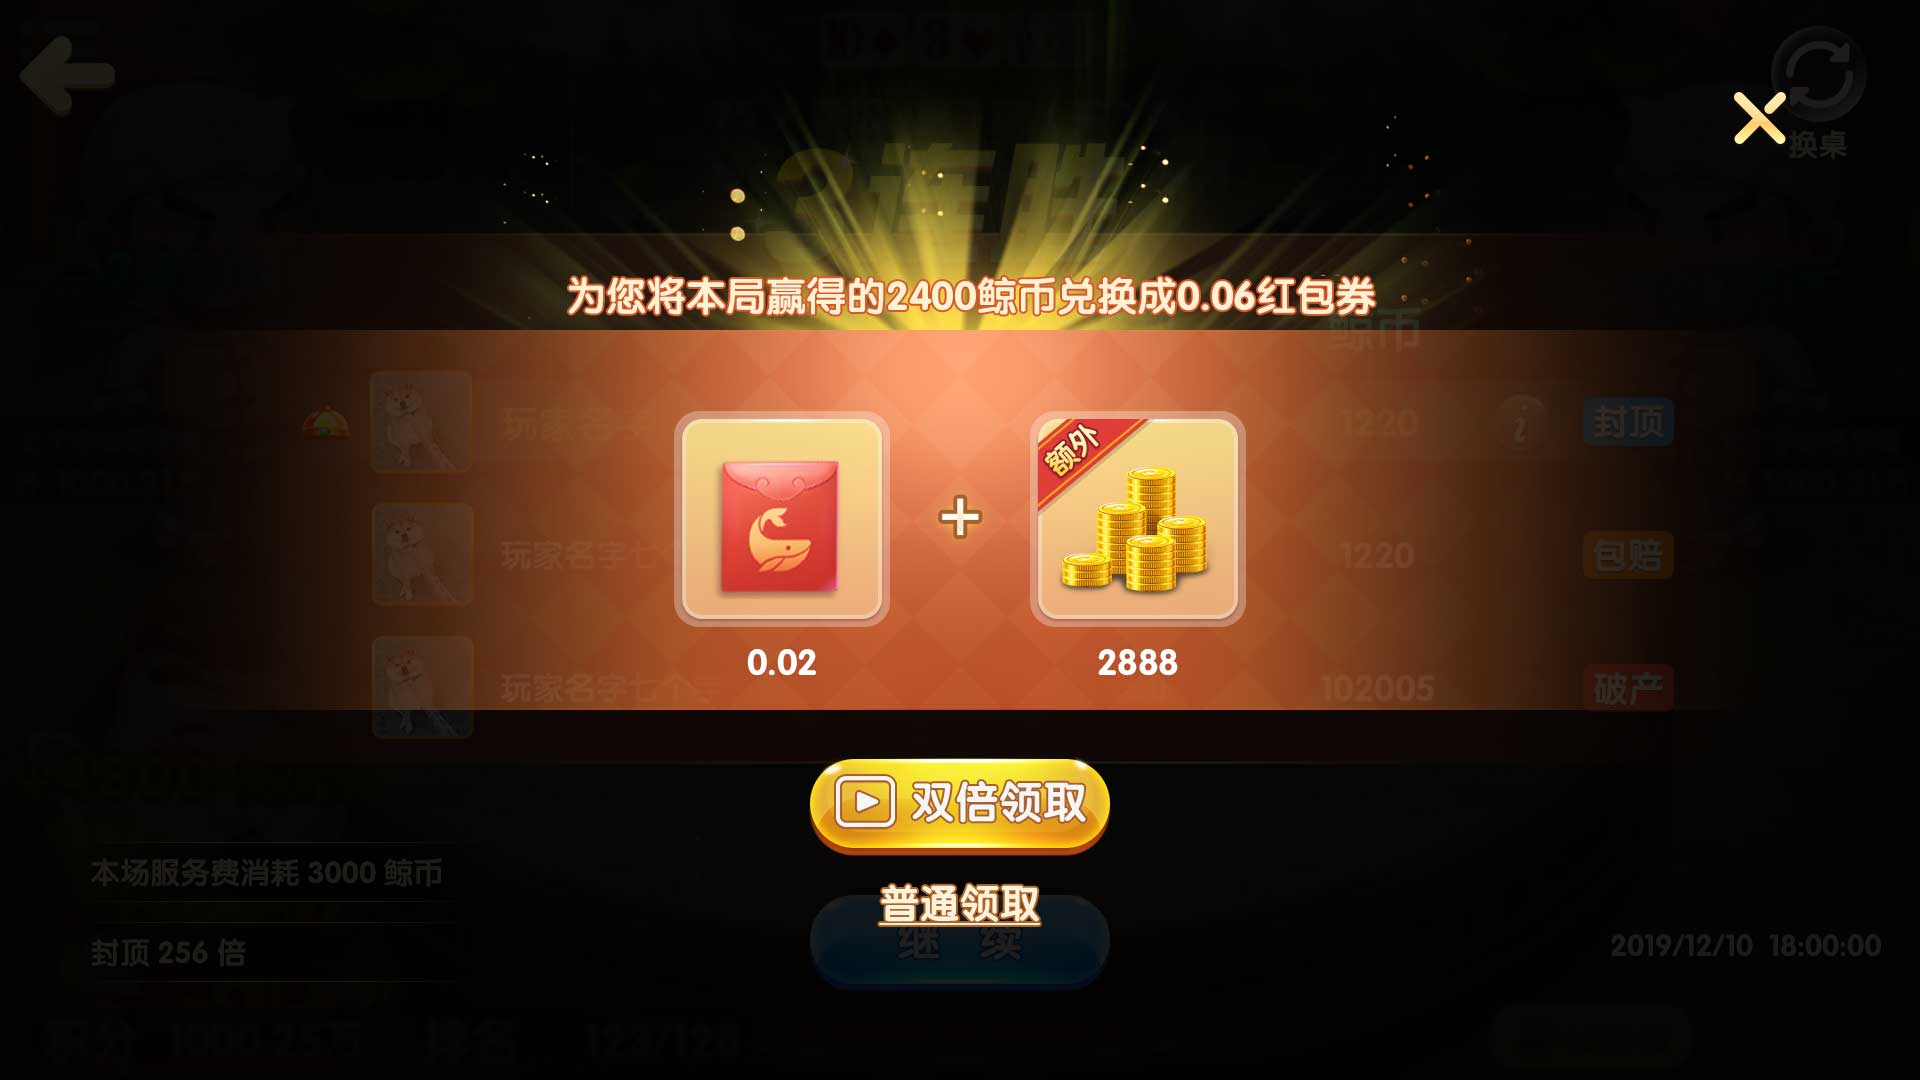 换桌
连胜
为您将本局赢得的2400鲸币兑换成0.06红包券
鲸币
1220
封顶
额外
玩家名字七个
1220
包赔
+
0.02
2888
玩家名字七个字
102005
破产
双倍领取
本场服务费消耗 3000 鲸币
普通领取
继 续
封顶 256 倍
2019/12/10 18:00:00
积分 1000.25万 排名 123/128